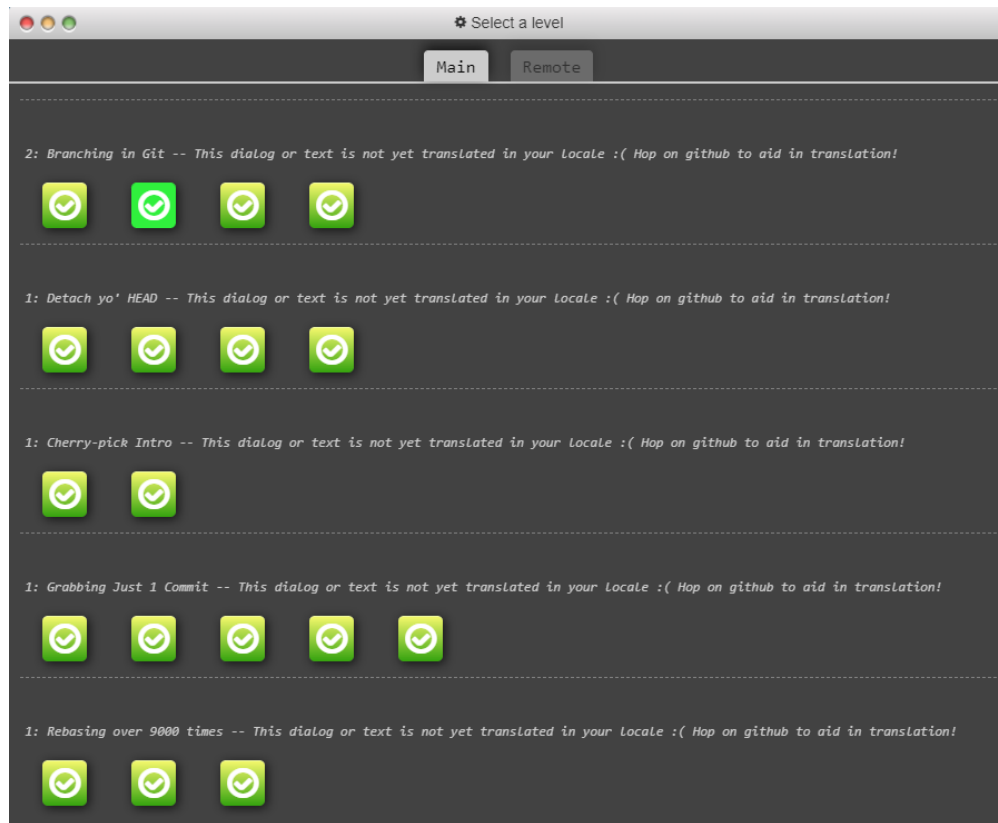 Select a level
Main Remote
2: Branching in Git -- This dialog or text is not yet translated in your locale :( Hop on github to aid in translation!
1: Detach yo' HEAD -- This dialog or text is not yet translated in your locale :( Hop on github to aid in translation!
1: Cherry-pick Intro -- This dialog or text is not yet translated in your locale :( Hop on github to aid in translation!
1: Grabbing Just 1 Commit -- This dialog or text is not yet translated in your locale :( Hop on github to aid in translation!
1: Rebasing over 9000 times -- This dialog or text is not yet translated in your locale :( Hop on github to aid in translation!